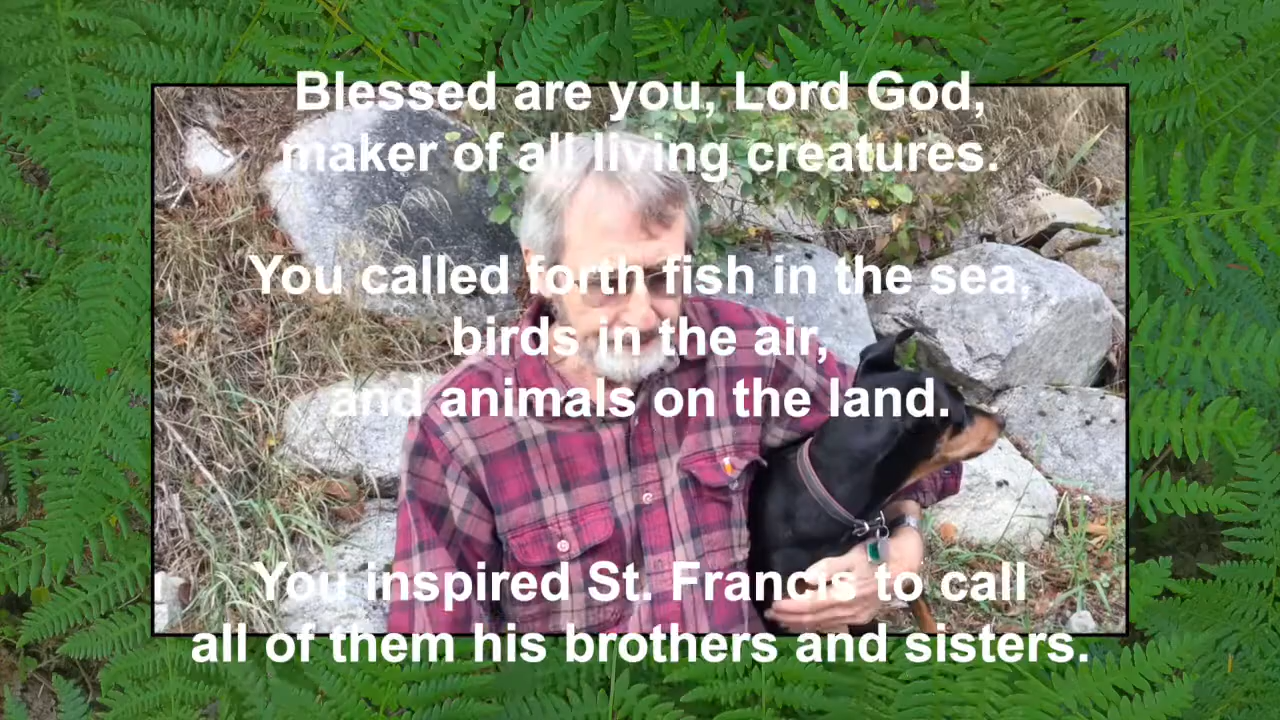 Blessed are you, Lord God,
maker of all living creatures.
You called forth fish in the sea,
birds in the air,
and animals on the land.
You inspired St. Francis to call
all of them his brothers and sisters.